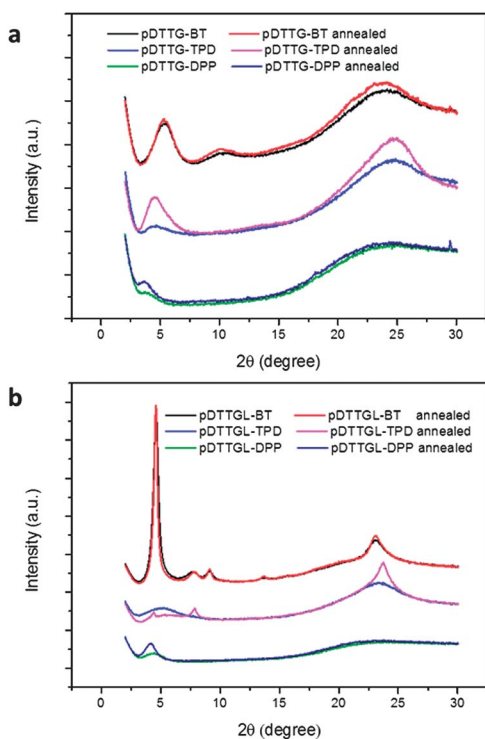 a
pDTTG-BT pDTTG-BT annealed
pDTTG-TPD pDTTG-TPD annealed
pDTTG-DPP pDTTG-DPP annealed
Intensity (a.u.)
0 5 10 15 20 25 30
2θ (degree)
b
pDTTGL-BT pDTTGL-BT annealed
pDTTGL-TPD pDTTGL-TPD annealed
pDTTGL-DPP pDTTGL-DPP annealed
Intensity (a.u.)
0 5 10 15 20 25 30
2θ (degree)